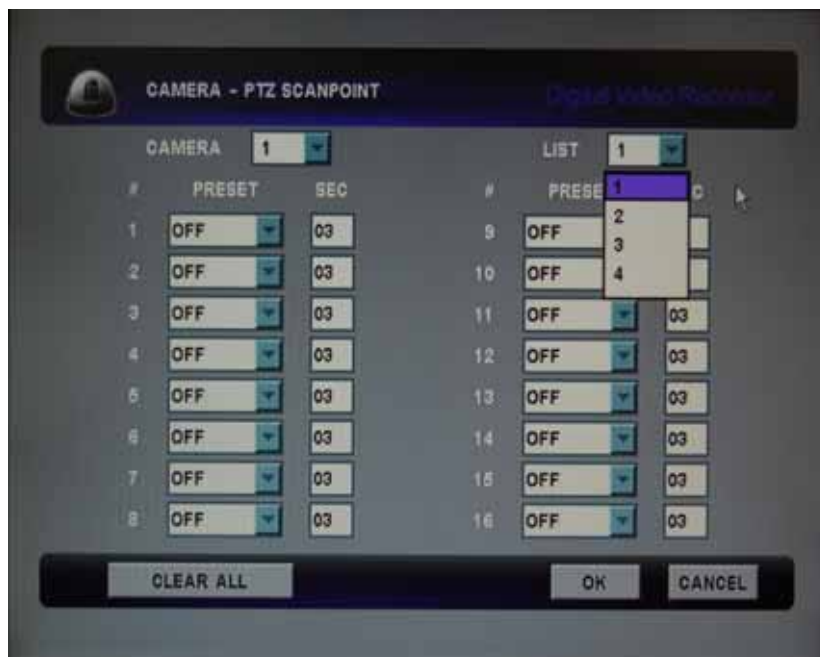 CAMERA - PTZ SCANPOINT
Digital Video Recorder
CAMERA 1 LIST 1
# PRESET SEC # PRESE C
1
2
3
4
1 OFF 03 9 OFF
2 OFF 03 10 OFF
3 OFF 03 11 OFF 03
4 OFF 03 12 OFF 03
5 OFF 03 13 OFF 03
6 OFF 03 14 OFF 03
7 OFF 03 15 OFF 03
8 OFF 03 16 OFF 03
CLEAR ALL OK CANCEL